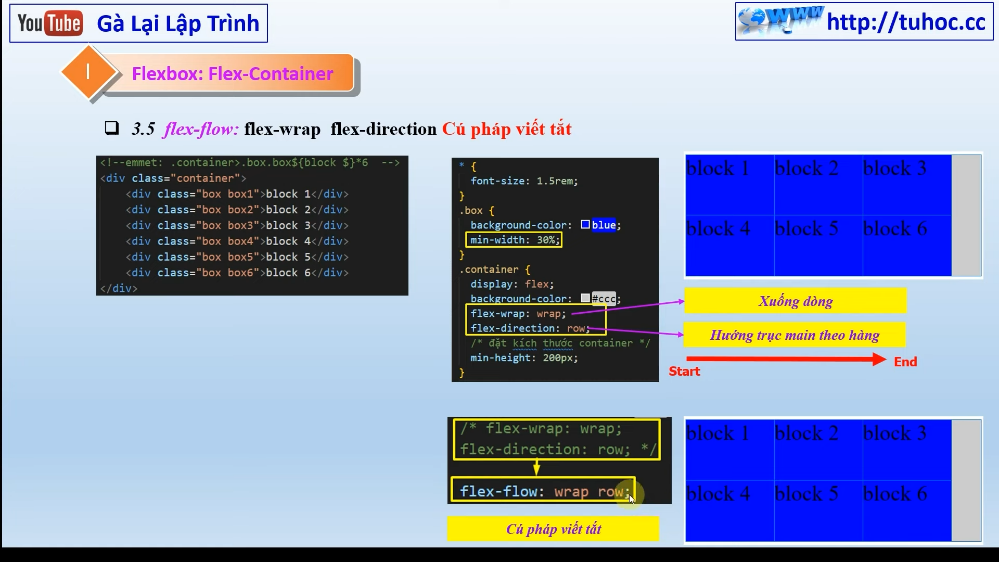 YouTube Gà Lại Lập Trình
WWW http://tuhoc.cc
I Flexbox: Flex-Container
3.5 flex-flow: flex-wrap flex-direction Cú pháp viết tắt
<!--emmet: .container>.box.box${block $}*6 -->
<div class="container">
<div class="box box1">block 1</div>
<div class="box box2">block 2</div>
<div class="box box3">block 3</div>
<div class="box box4">block 4</div>
<div class="box box5">block 5</div>
<div class="box box6">block 6</div>
</div>
* {
font-size: 1.5rem;
}
.box {
background-color: blue;
min-width: 30%;
}
.container {
display: flex;
background-color: #ccc;
flex-wrap: wrap;
flex-direction: row;
/* đặt kích thước container */
min-height: 200px;
}
block 1 block 2 block 3
block 4 block 5 block 6
Xuống dòng
Hướng trục main theo hàng
Start End
/* flex-wrap: wrap;
flex-direction: row; */
flex-flow: wrap row;
Cú pháp viết tắt
block 1 block 2 block 3
block 4 block 5 block 6